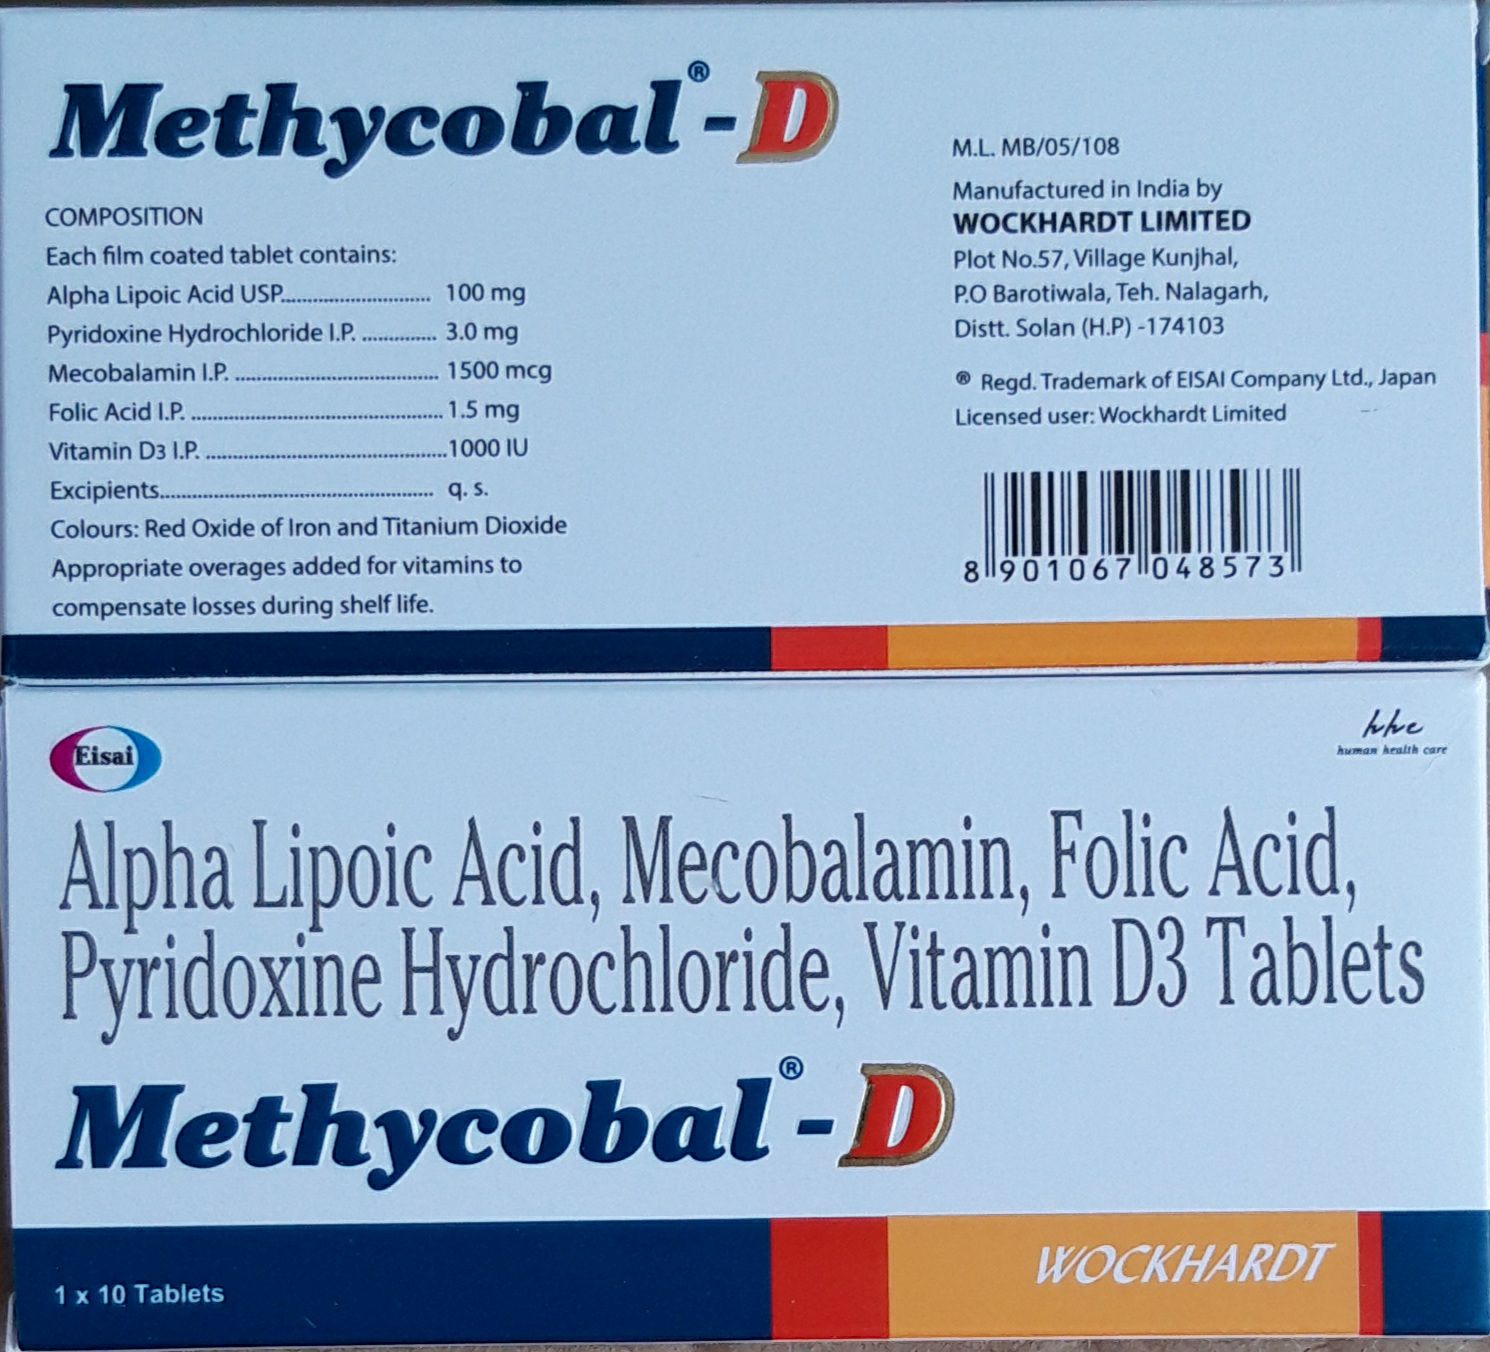 Methycobal® - D
COMPOSITION
Each film coated tablet contains:
Alpha Lipoic Acid USP............................. 100 mg
Pyridoxine Hydrochloride I.P. .............. 3.0 mg
Mecobalamin I.P. ...................................... 1500 mcg
Folic Acid I.P. ............................................... 1.5 mg
Vitamin D3 I.P. .............................................1000 IU
Excipients.................................................... q. s.
Colours: Red Oxide of Iron and Titanium Dioxide
Appropriate overages added for vitamins to
compensate losses during shelf life.
M.L. MB/05/108
Manufactured in India by
WOCKHARDT LIMITED
Plot No.57, Village Kunjhal,
P.O Barotiwala, Teh. Nalagarh,
Distt. Solan (H.P) -174103
® Regd. Trademark of EISAI Company Ltd., Japan
Licensed user: Wockhardt Limited
8 901067 048573
Eisai
hhc
human health care
Alpha Lipoic Acid, Mecobalamin, Folic Acid,
Pyridoxine Hydrochloride, Vitamin D3 Tablets
Methycobal® - D
WOCKHARDT
1 x 10 Tablets